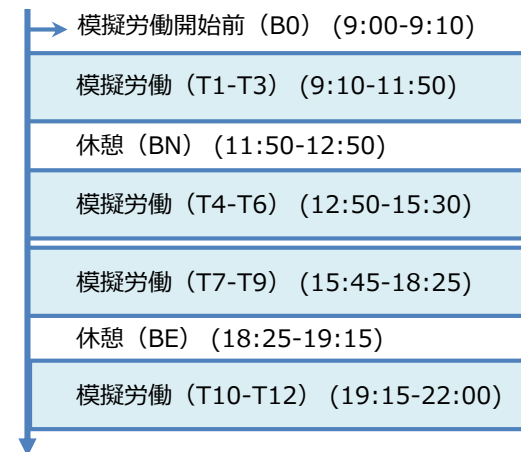 模擬労働開始前（B0） (9:00-9:10)
模擬労働（T1-T3） (9:10-11:50)
休憩（BN） (11:50-12:50)
模擬労働（T4-T6） (12:50-15:30)
模擬労働（T7-T9） (15:45-18:25)
休憩（BE） (18:25-19:15)
模擬労働（T10-T12） (19:15-22:00)